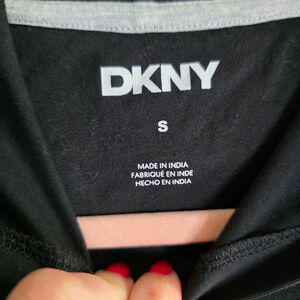 DKNY
S
MADE IN INDIA
FABRIQUÉ EN INDE
HECHO EN INDIA